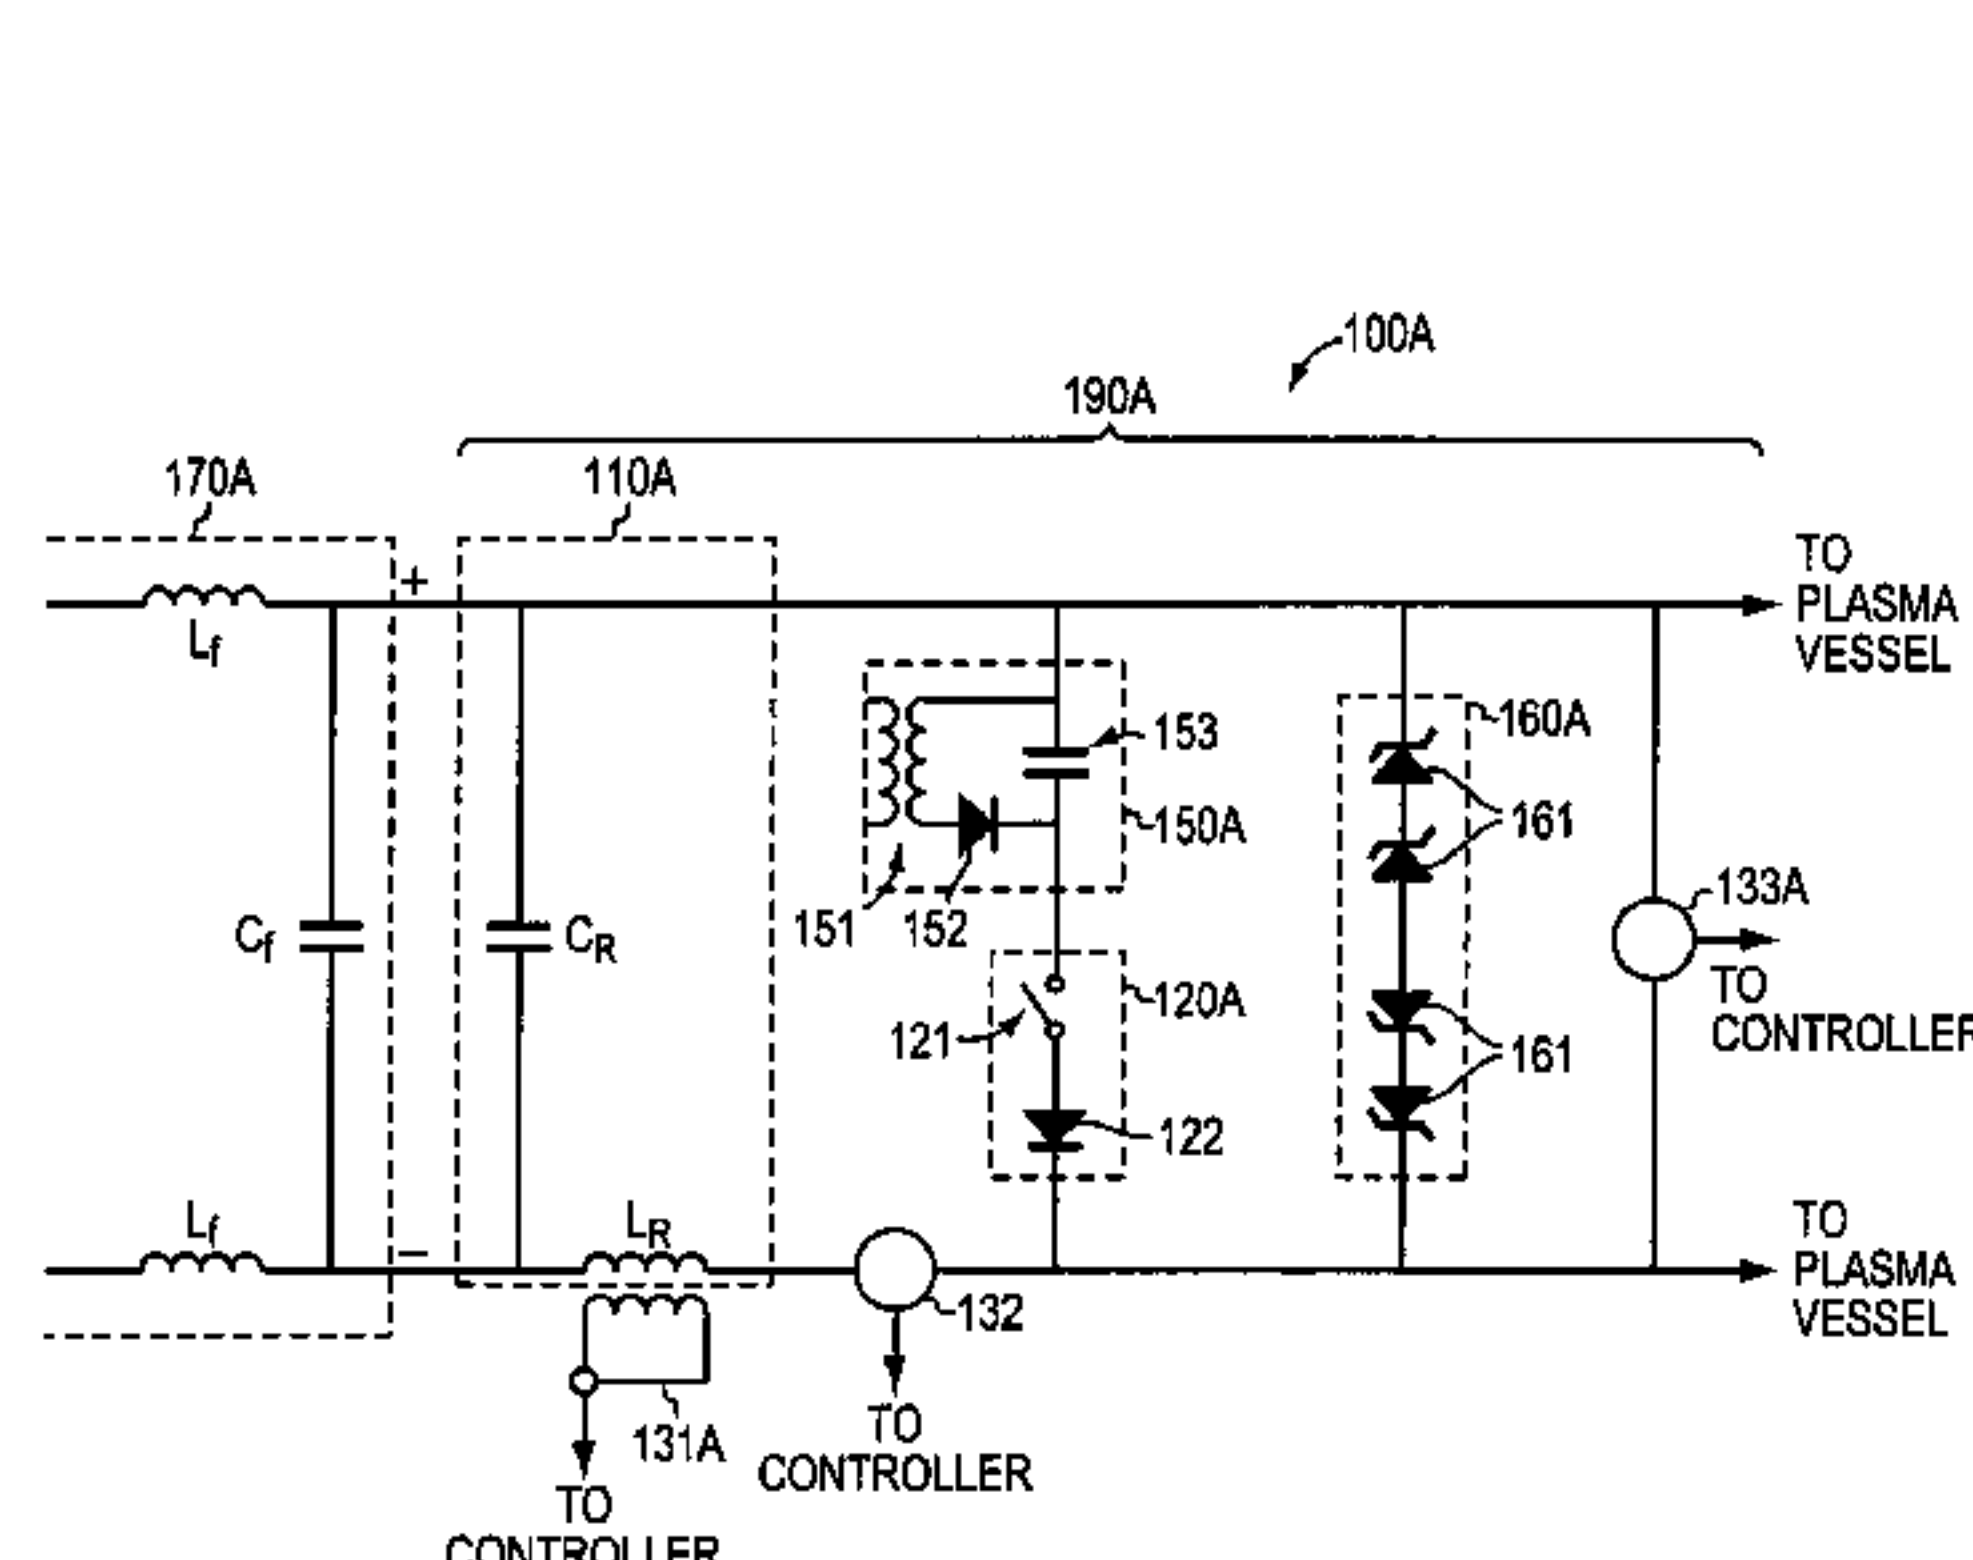 100A
190A
170A
110A
+
TO
PLASMA
VESSEL
Lf
160A
153
161
150A
133A
151
152
Cf
CR
TO
CONTROLLER
120A
121
161
122
Lf
LR
−
TO
PLASMA
VESSEL
132
131A
TO
CONTROLLER
TO
CONTROLLER